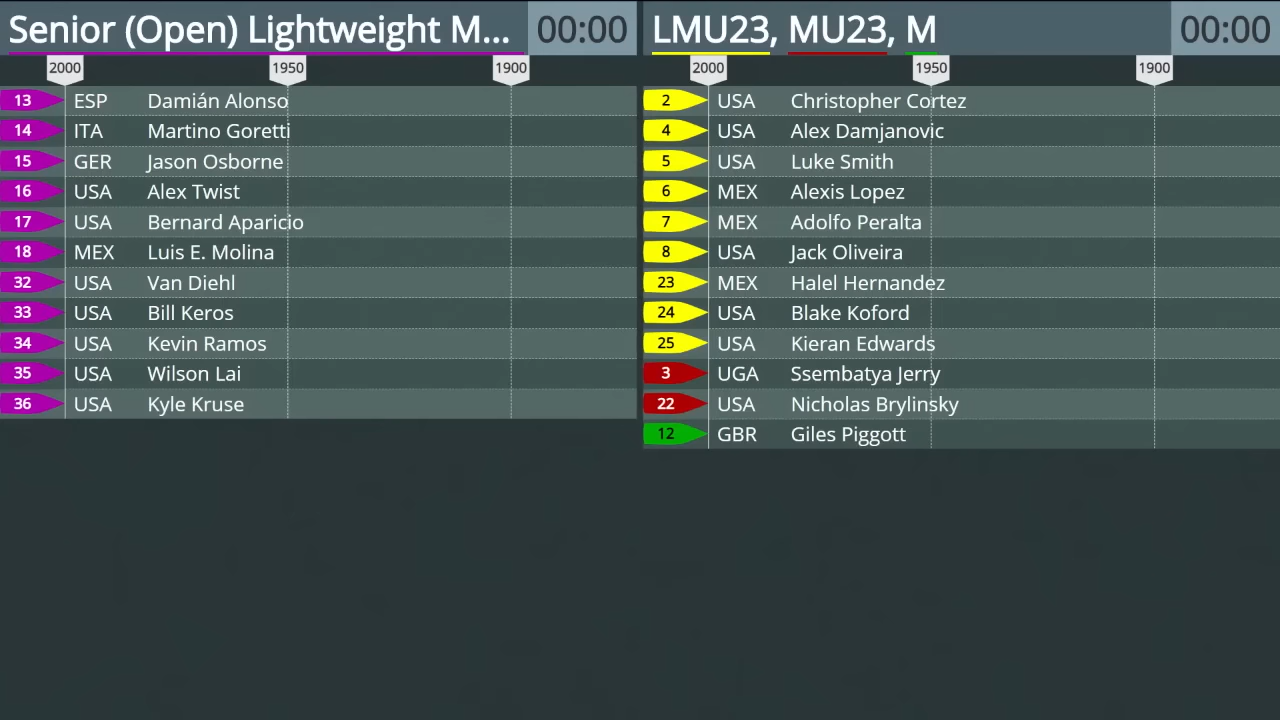 Senior (Open) Lightweight M... 00:00
2000 1950 1900
13 ESP Damián Alonso
14 ITA Martino Goretti
15 GER Jason Osborne
16 USA Alex Twist
17 USA Bernard Aparicio
18 MEX Luis E. Molina
32 USA Van Diehl
33 USA Bill Keros
34 USA Kevin Ramos
35 USA Wilson Lai
36 USA Kyle Kruse
LMU23, MU23, M 00:00
2000 1950 1900
2 USA Christopher Cortez
4 USA Alex Damjanovic
5 USA Luke Smith
6 MEX Alexis Lopez
7 MEX Adolfo Peralta
8 USA Jack Oliveira
23 MEX Halel Hernandez
24 USA Blake Koford
25 USA Kieran Edwards
3 UGA Ssembatya Jerry
22 USA Nicholas Brylinsky
12 GBR Giles Piggott